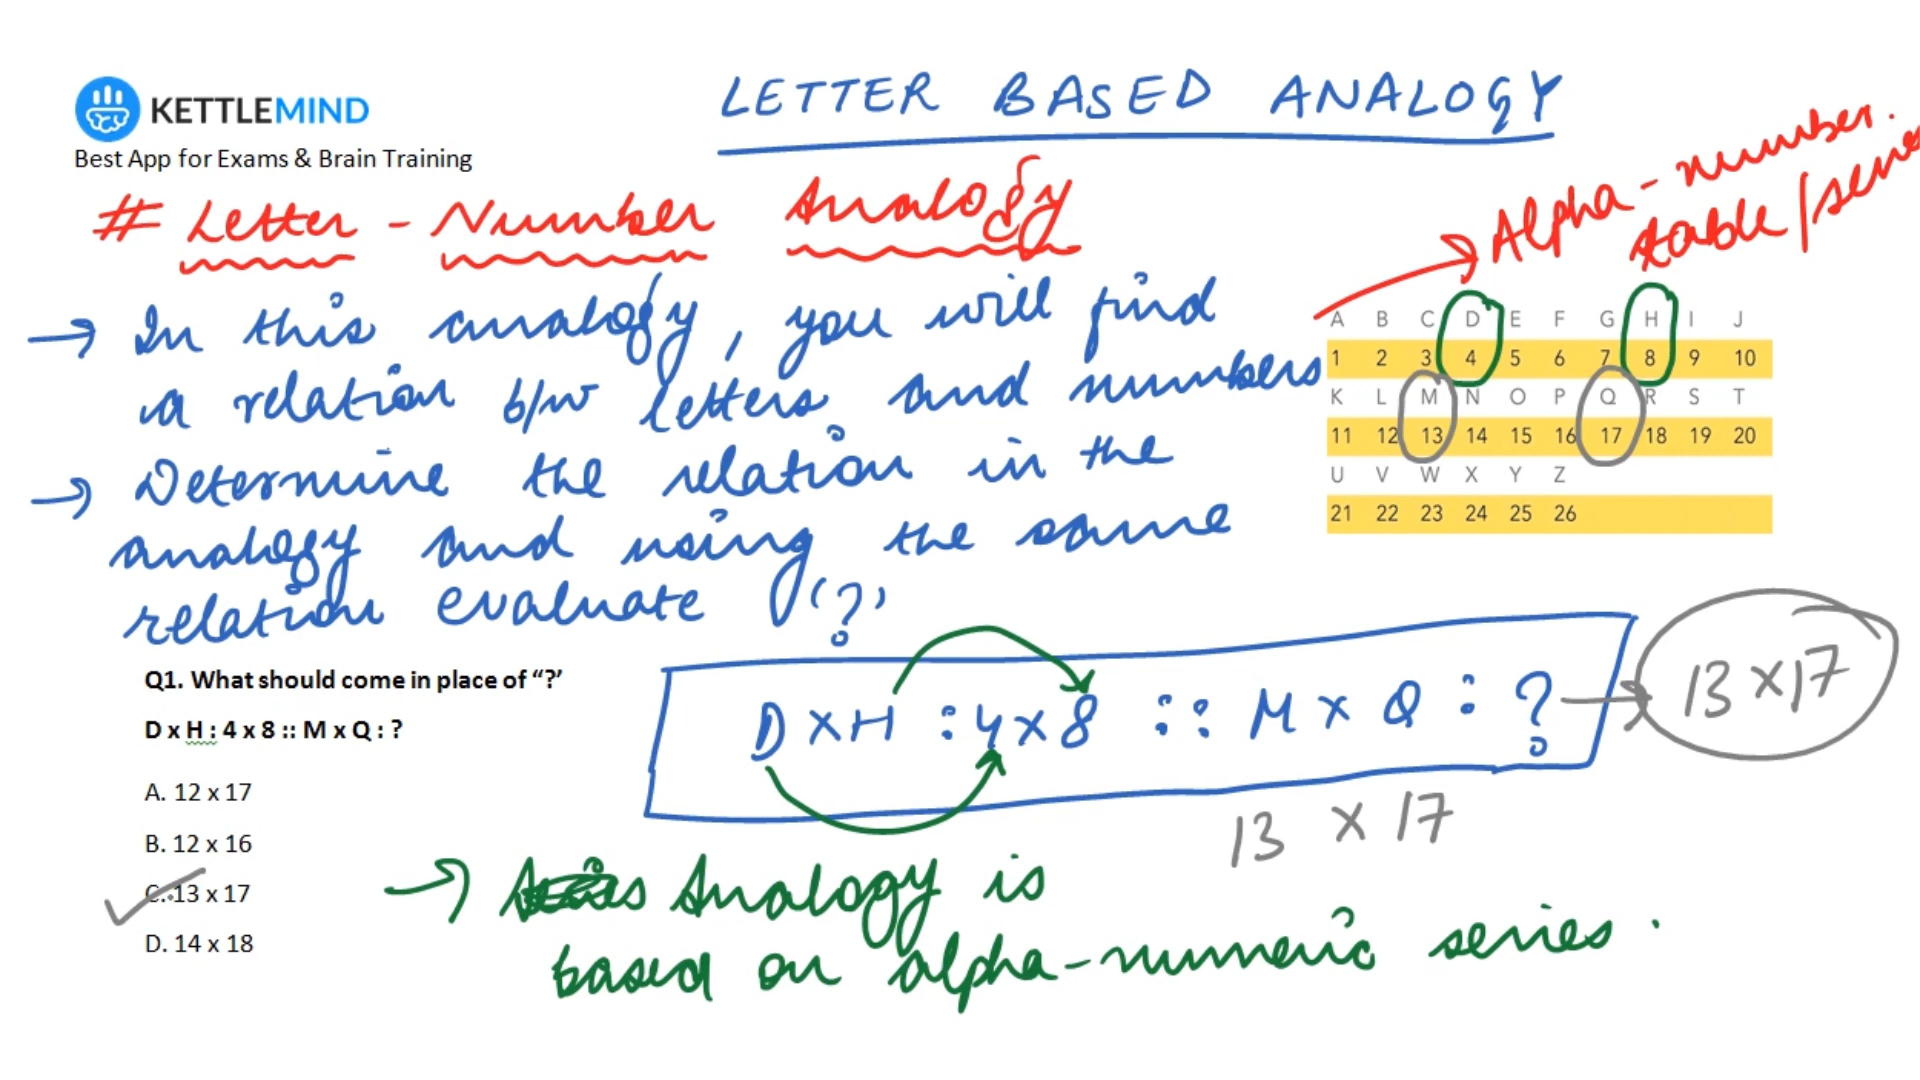 LETTER BASED ANALOGY
KETTLEMIND
Best App for Exams & Brain Training
# Letter - Number Analogy
Alpha-number
table/series
→ In this analogy, you will find
a relation b/w letters and numbers
→ Determine the relation in the
analogy and using the same
relation evaluate '?'
A B C D E F G H I J
1 2 3 4 5 6 7 8 9 10
K L M N O P Q R S T
11 12 13 14 15 16 17 18 19 20
U V W X Y Z
21 22 23 24 25 26
Q1. What should come in place of “?’
D x H : 4 x 8 :: M x Q : ?
A. 12 x 17
B. 12 x 16
C. 13 x 17
D. 14 x 18
D x H : 4 x 8 :: M x Q : ? → 13 x 17
13 x 17
→ Analogy is
based on alpha-numeric series.